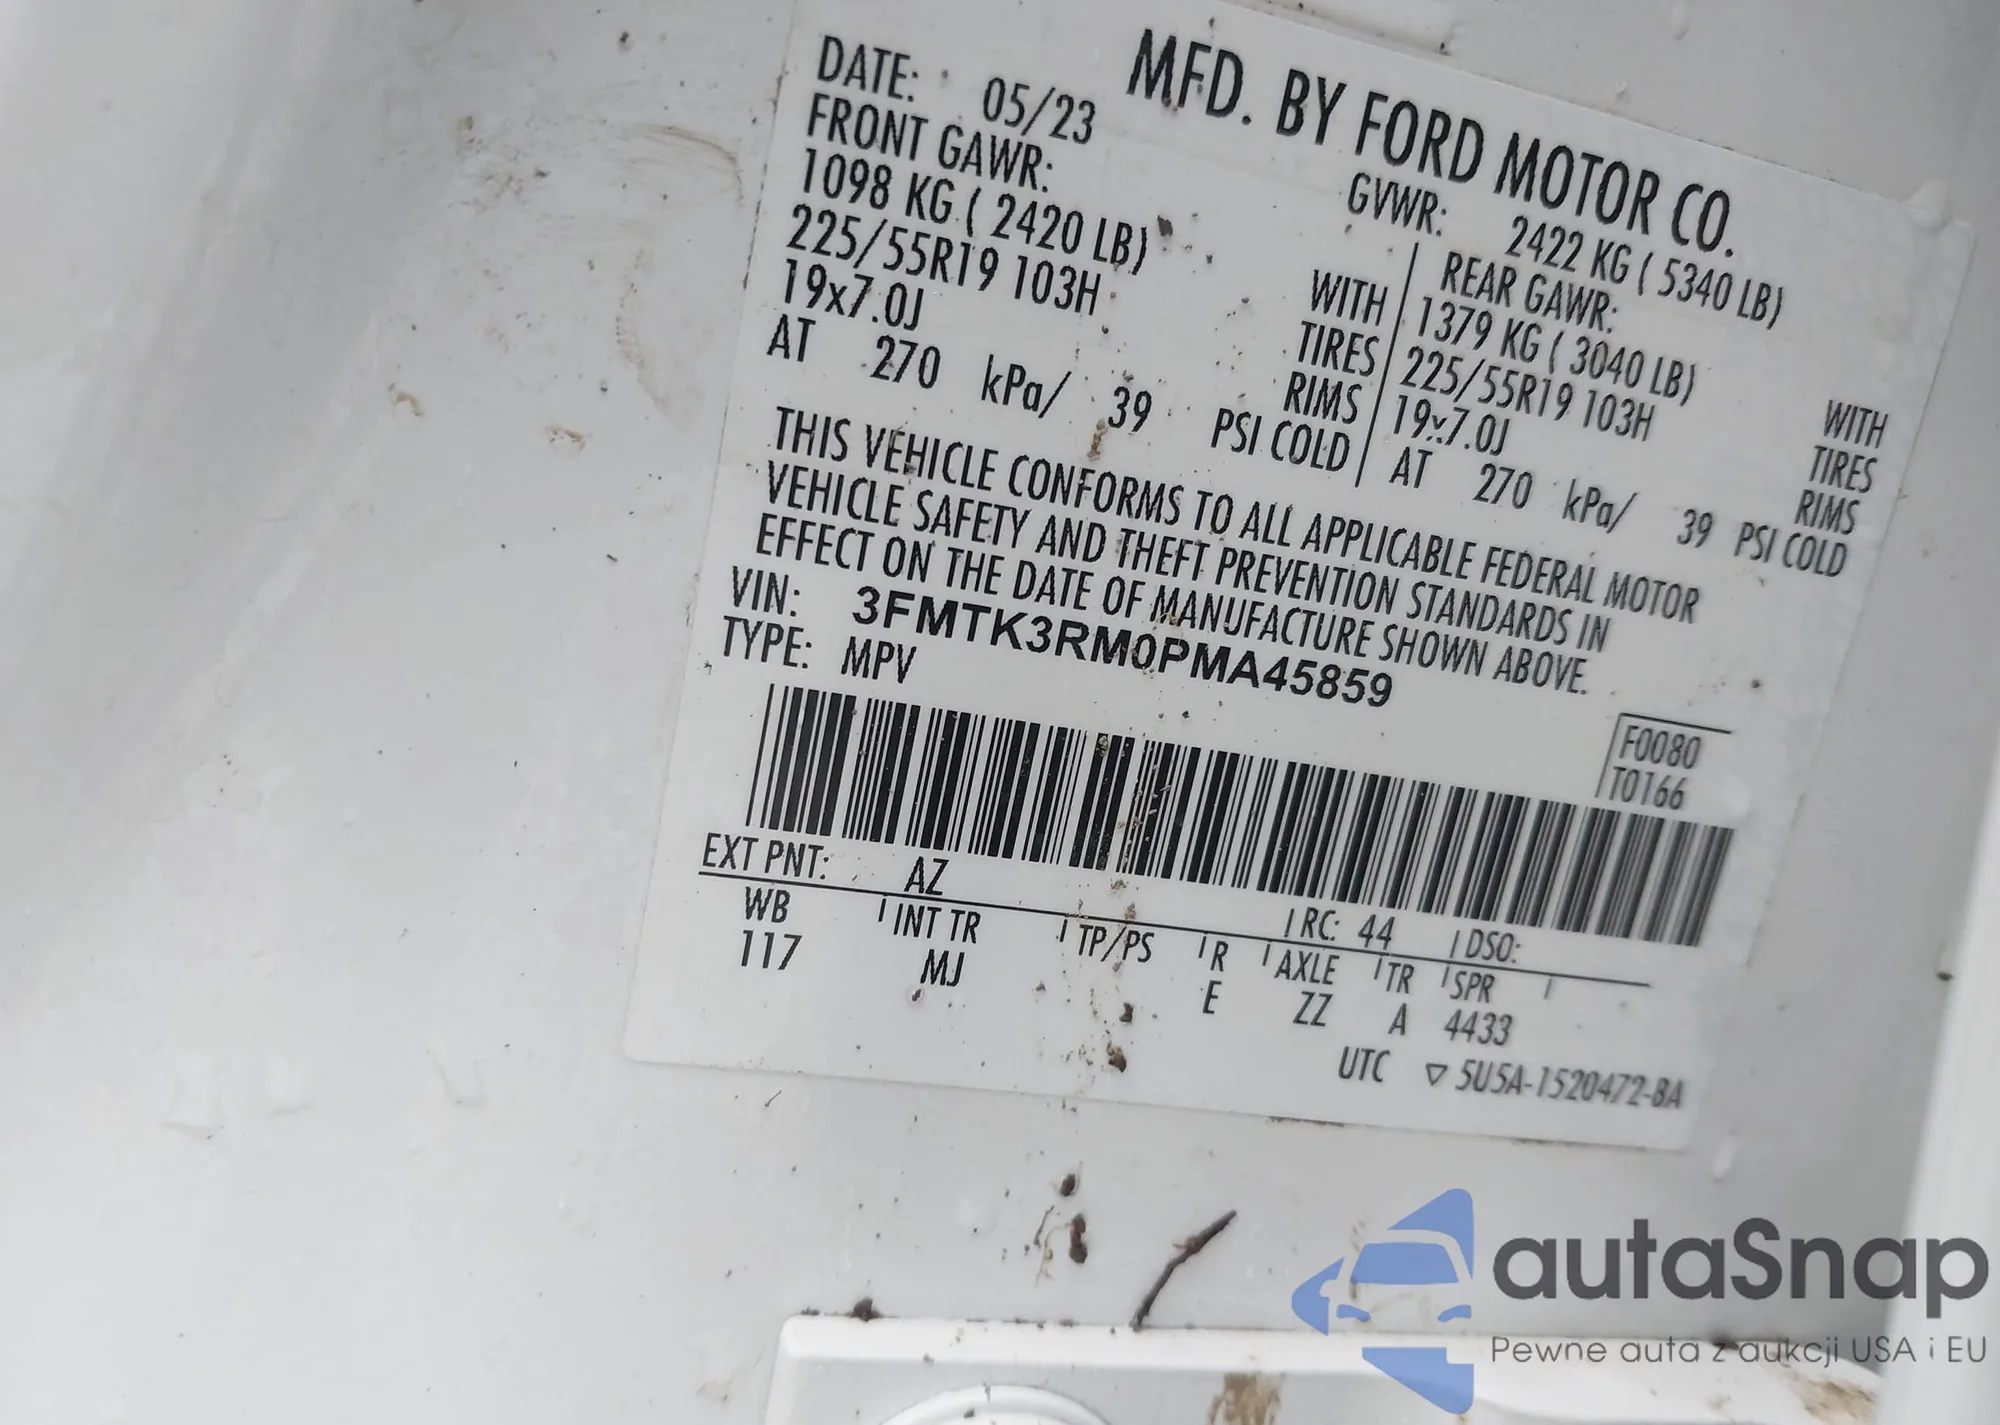 MFD. BY FORD MOTOR CO.
DATE: 05/23
GVWR: 2422 KG ( 5340 LB)
FRONT GAWR:
1098 KG ( 2420 LB) WITH
225/55R19 103H TIRES
19x7.0J RIMS
AT 270 kPa/ 39 PSI COLD
REAR GAWR:
1379 KG ( 3040 LB) WITH
225/55R19 103H TIRES
19x7.0J RIMS
AT 270 kPa/ 39 PSI COLD
THIS VEHICLE CONFORMS TO ALL APPLICABLE FEDERAL MOTOR
VEHICLE SAFETY AND THEFT PREVENTION STANDARDS IN
EFFECT ON THE DATE OF MANUFACTURE SHOWN ABOVE.
VIN: 3FMTK3RM0PMA45859
TYPE: MPV
F0080
T0166
EXT PNT: AZ RC: 44 DSO:
WB INT TR TP/PS R AXLE TR SPR
117 MJ E ZZ A 4433
UTC ▽ 5U5A-1520472-BA
autoSnap
Pewne auta z aukcji USA i EU